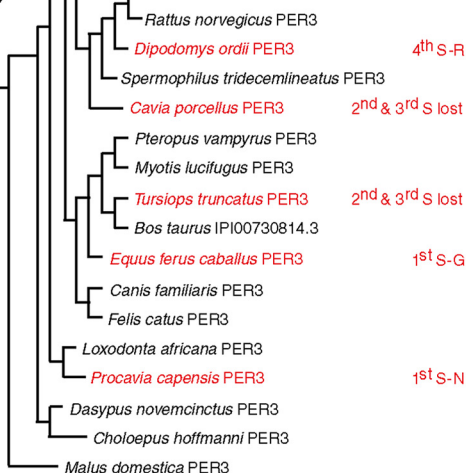 Rattus norvegicus PER3
Dipodomys ordii PER3 4th S-R
Spermophilus tridecemlineatus PER3
Cavia porcellus PER3 2nd & 3rd S lost
Pteropus vampyrus PER3
Myotis lucifugus PER3
Tursiops truncatus PER3 2nd & 3rd S lost
Bos taurus IPI00730814.3
Equus ferus caballus PER3 1st S-G
Canis familiaris PER3
Felis catus PER3
Loxodonta africana PER3
Procavia capensis PER3 1st S-N
Dasypus novemcinctus PER3
Choloepus hoffmanni PER3
Malus domestica PER3